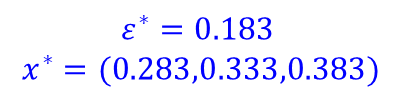 ε* = 0.183
x* = (0.283,0.333,0.383)